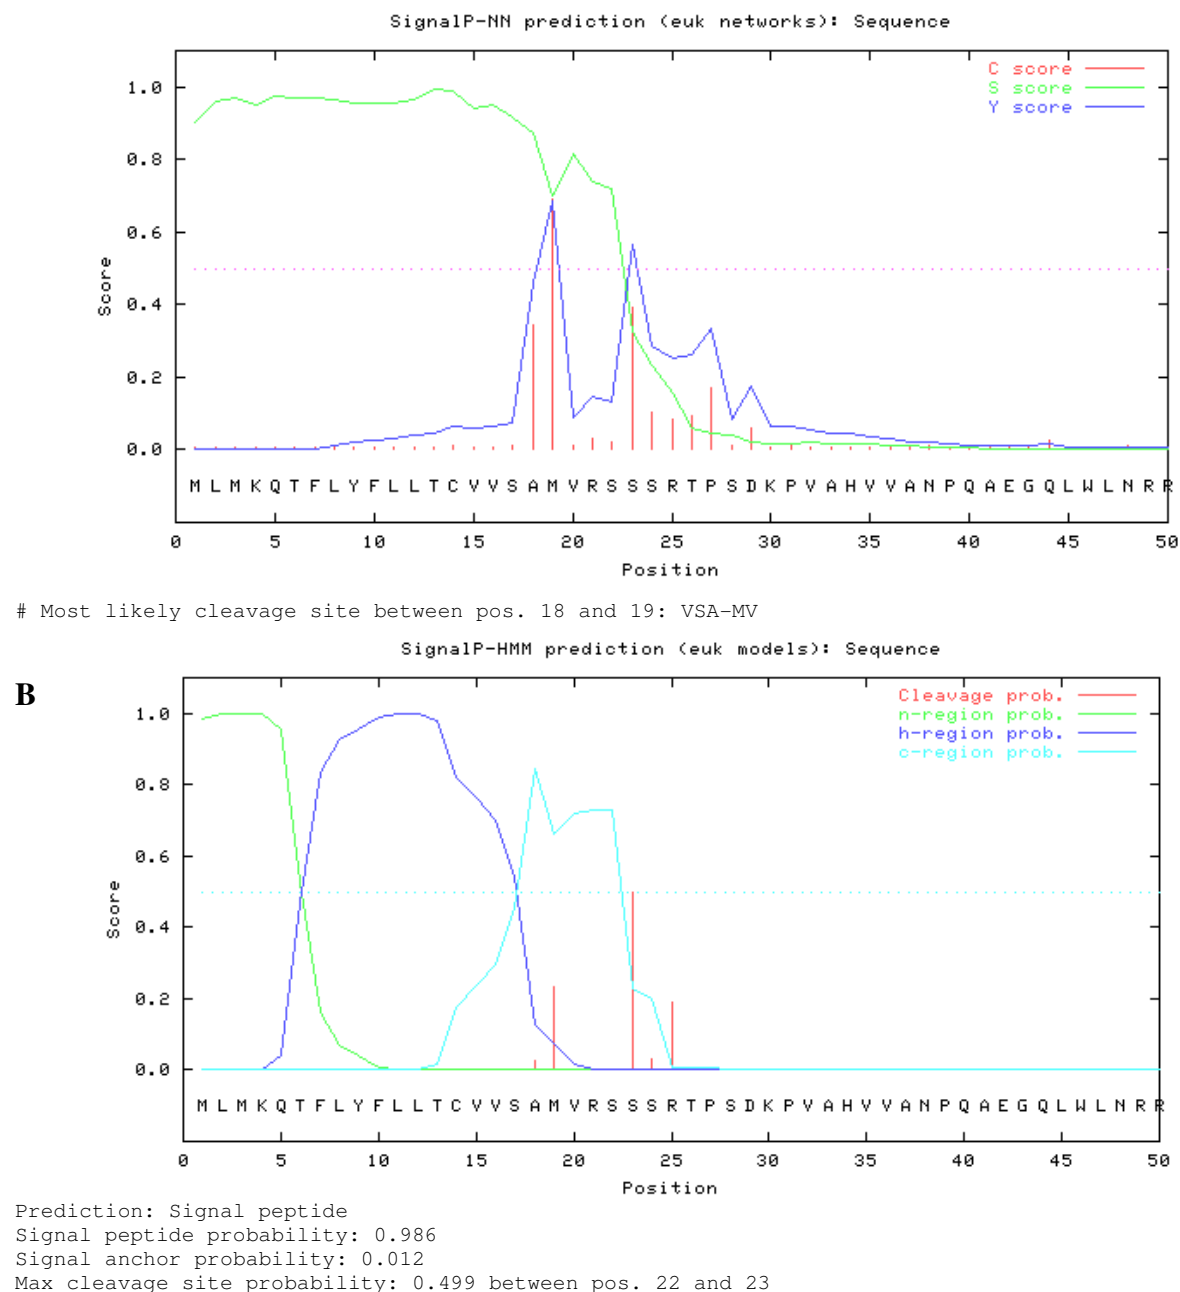 SignalP-NN prediction (euk networks): Sequence
C score
S score
Y score
1.0
0.8
0.6
0.4
0.2
0.0
Score
M L M K Q T F L Y F L L T C V V S A M V R S S S R T P S D K P V A H V V A N P Q A E G Q L W L N R R
0 5 10 15 20 25 30 35 40 45 50
Position
# Most likely cleavage site between pos. 18 and 19: VSA-MV
SignalP-HMM prediction (euk models): Sequence
B
Cleavage prob.
n-region prob.
h-region prob.
c-region prob.
1.0
0.8
0.6
0.4
0.2
0.0
Score
M L M K Q T F L Y F L L T C V V S A M V R S S S R T P S D K P V A H V V A N P Q A E G Q L W L N R R
0 5 10 15 20 25 30 35 40 45 50
Position
Prediction: Signal peptide
Signal peptide probability: 0.986
Signal anchor probability: 0.012
Max cleavage site probability: 0.499 between pos. 22 and 23